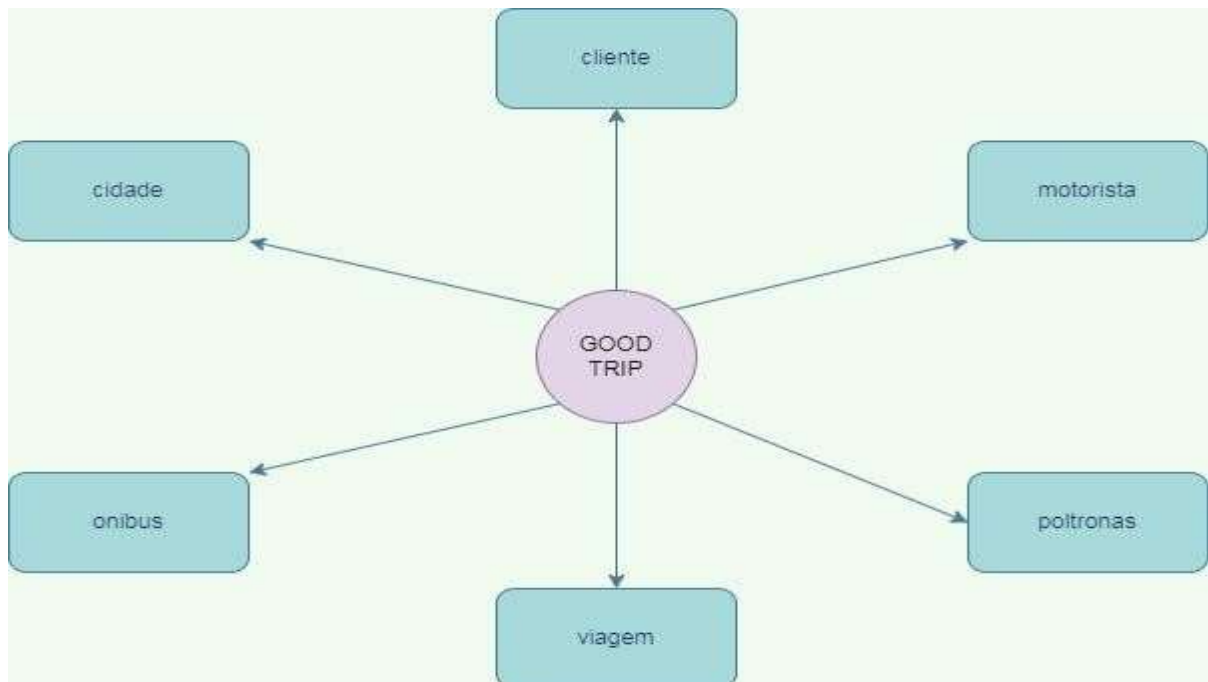 cliente
cidade
motorista
GOOD
TRIP
onibus
poltronas
viagem